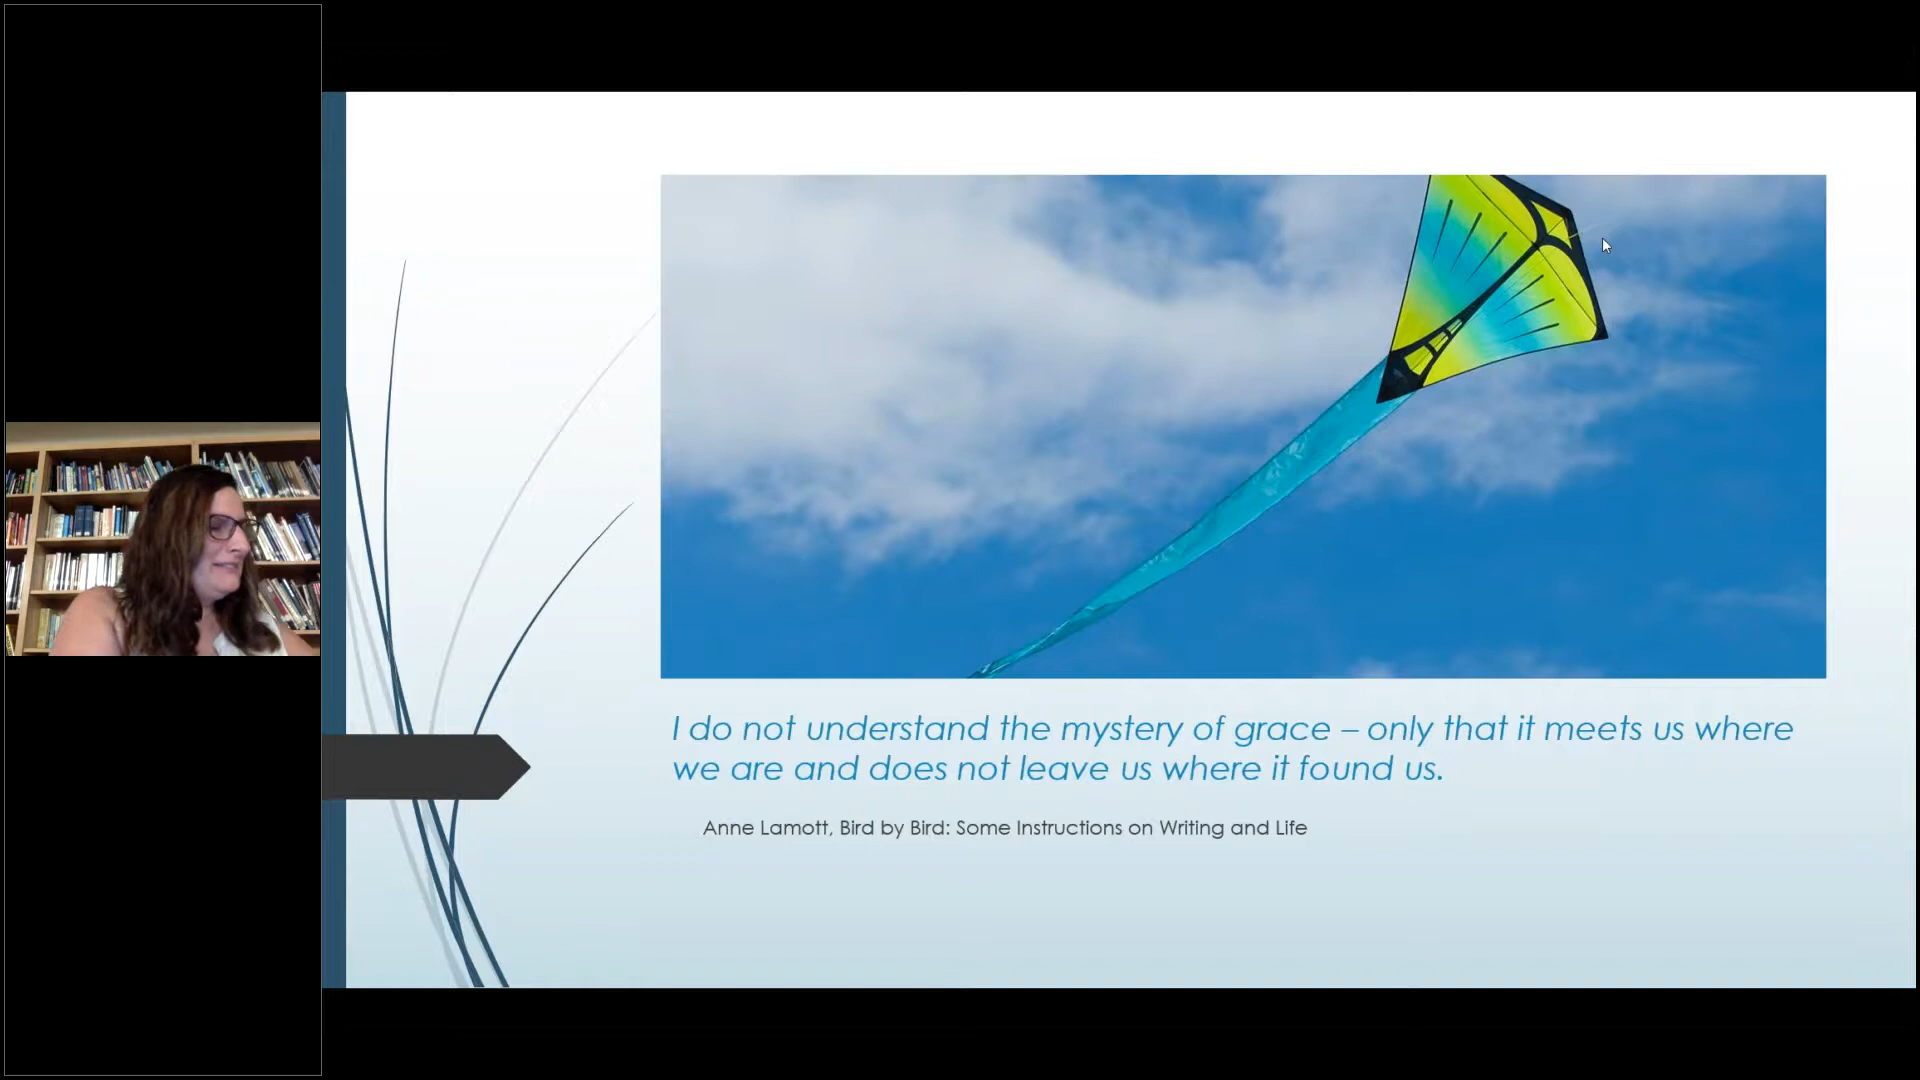 I do not understand the mystery of grace – only that it meets us where
we are and does not leave us where it found us.
Anne Lamott, Bird by Bird: Some Instructions on Writing and Life